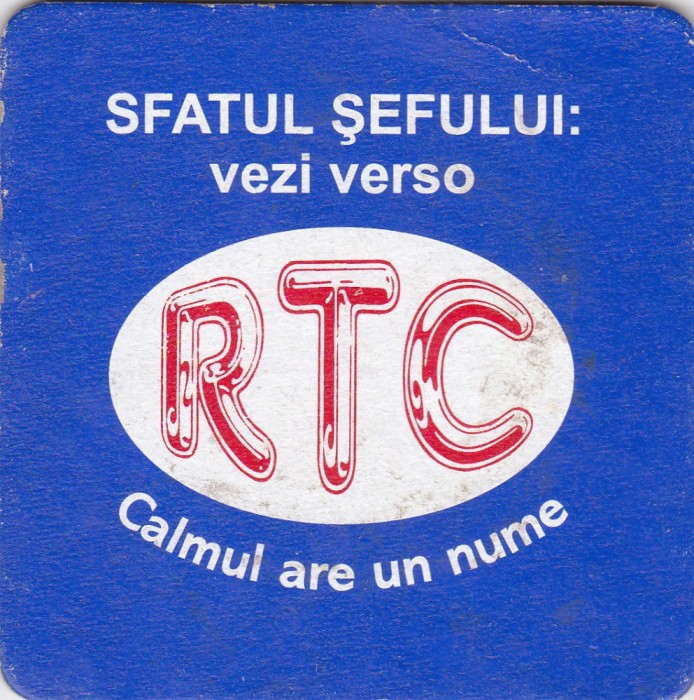 SFATUL ŞEFULUI:
vezi verso
RTC
Calmul are un nume